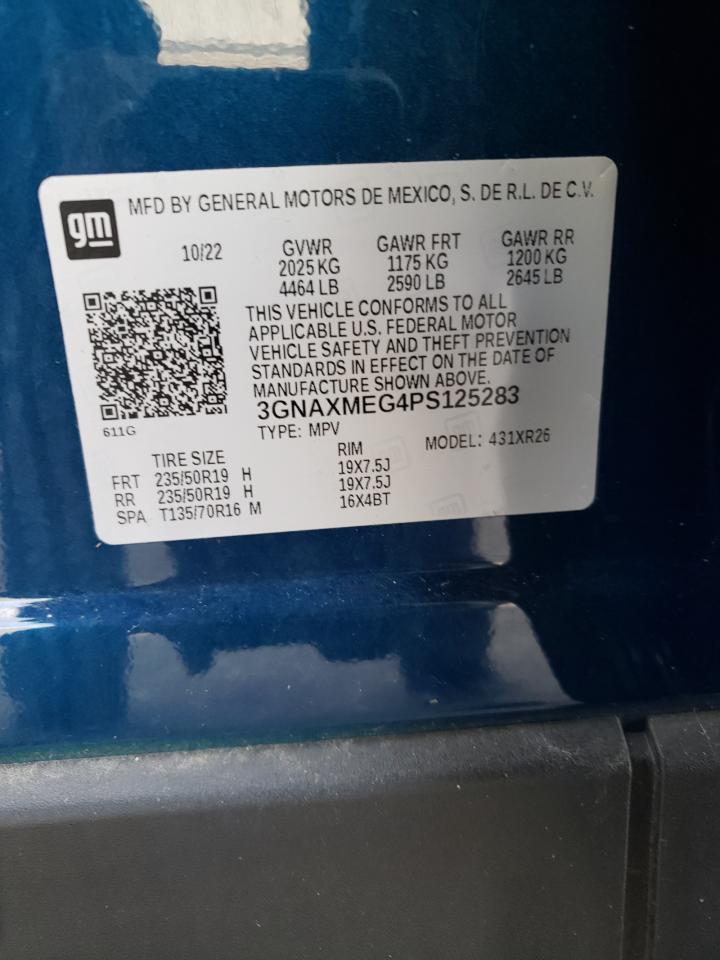 gm MFD BY GENERAL MOTORS DE MEXICO, S. DE R.L. DE C.V.
10/22 GVWR GAWR FRT GAWR RR
2025 KG 1175 KG 1200 KG
4464 LB 2590 LB 2645 LB
THIS VEHICLE CONFORMS TO ALL
APPLICABLE U.S. FEDERAL MOTOR
VEHICLE SAFETY AND THEFT PREVENTION
STANDARDS IN EFFECT ON THE DATE OF
MANUFACTURE SHOWN ABOVE.
3GNAXMEG4PS125283
611G
TYPE: MPV MODEL: 431XR26
TIRE SIZE RIM
FRT 235/50R19 H 19X7.5J
RR 235/50R19 H 19X7.5J
SPA T135/70R16 M 16X4BT